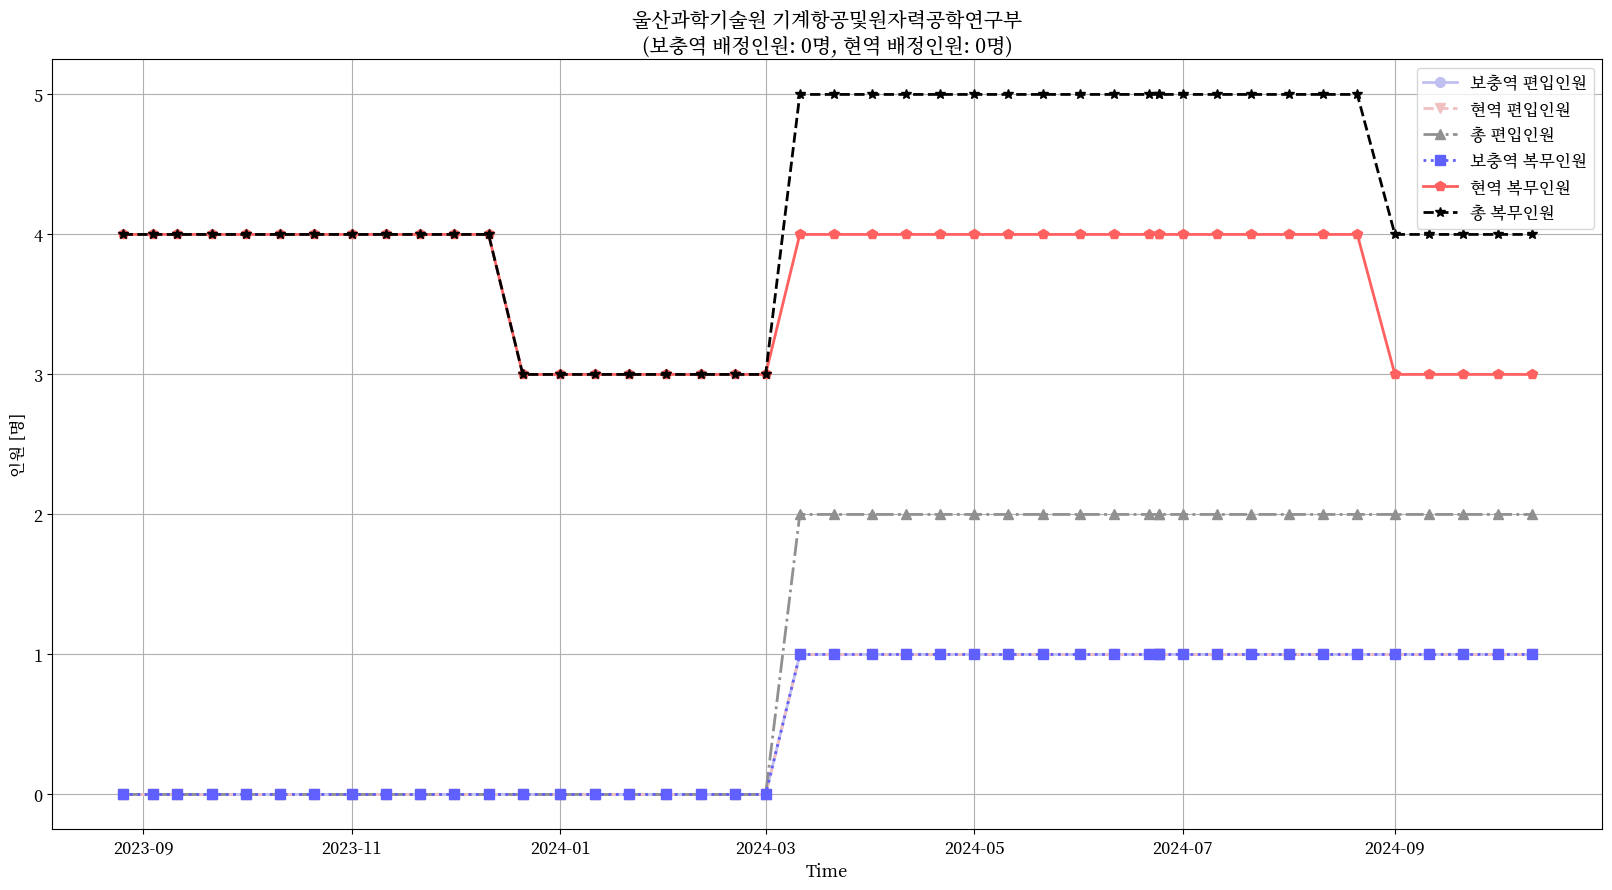 울산과학기술원 기계항공및원자력공학연구부
(보충역 배정인원: 0명, 현역 배정인원: 0명)
보충역 편입인원
현역 편입인원
총 편입인원
보충역 복무인원
현역 복무인원
총 복무인원
5
4
3
2
1
0
인원 [명]
2023-09
2023-11
2024-01
2024-03
2024-05
2024-07
2024-09
Time